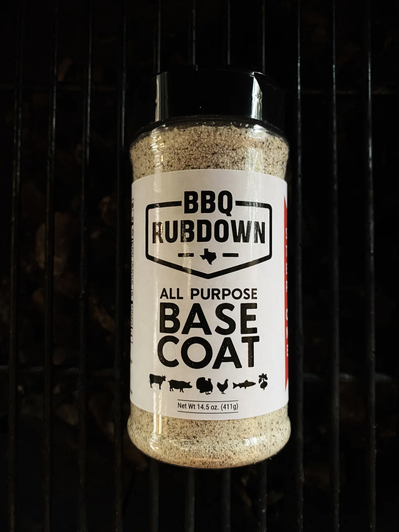 BBQ
RUBDOWN
ALL PURPOSE
BASE
COAT
Net Wt 14.5 oz. (411g)